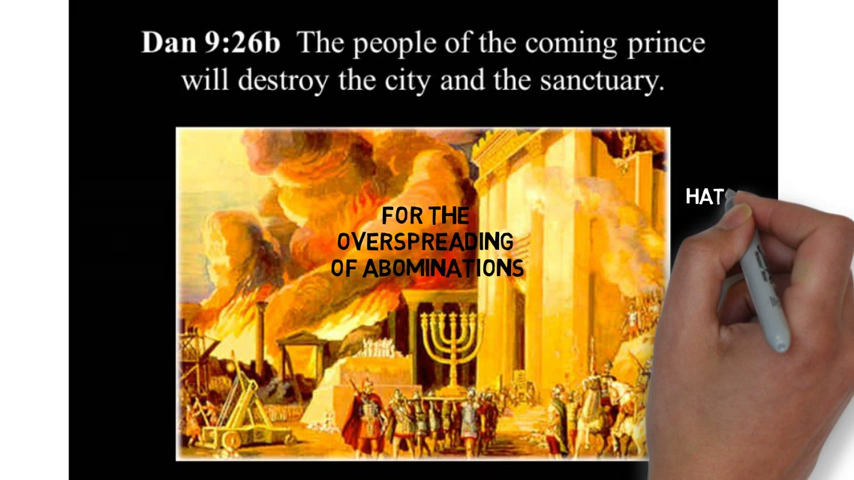 Dan 9:26b The people of the coming prince
will destroy the city and the sanctuary.
FOR THE
OVERSPREADING
OF ABOMINATIONS